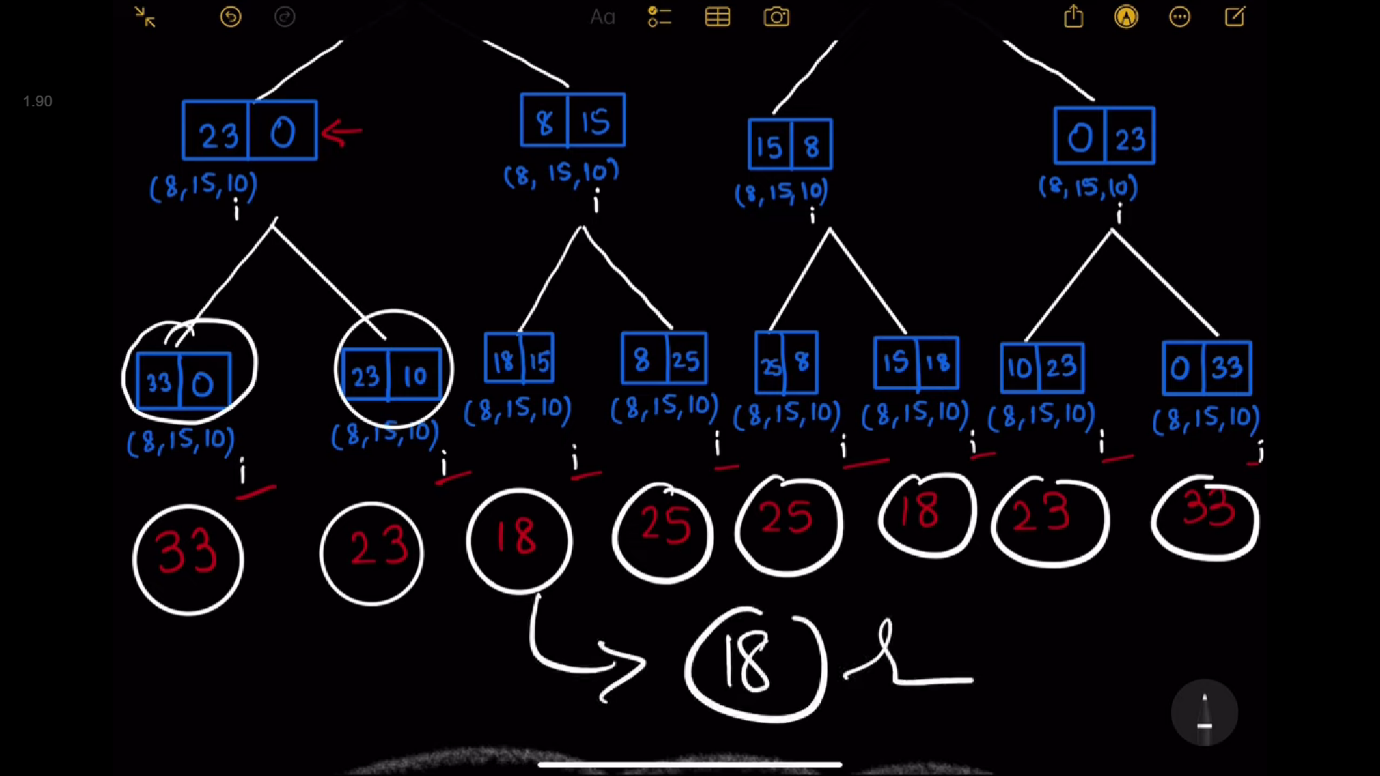 Aa
1.90
23 0
8 15
15 8
0 23
(8,15,10)
(8,15,10)
(8,15,10)
(8,15,10)
i
i
i
i
33 0
23 10
18 15
8 25
25 8
15 18
10 23
0 33
(8,15,10)
(8,15,10)
(8,15,10)
(8,15,10)
(8,15,10)
(8,15,10)
(8,15,10)
(8,15,10)
i
i
i
i
i
i
i
i
33
23
18
25
25
18
23
33
18